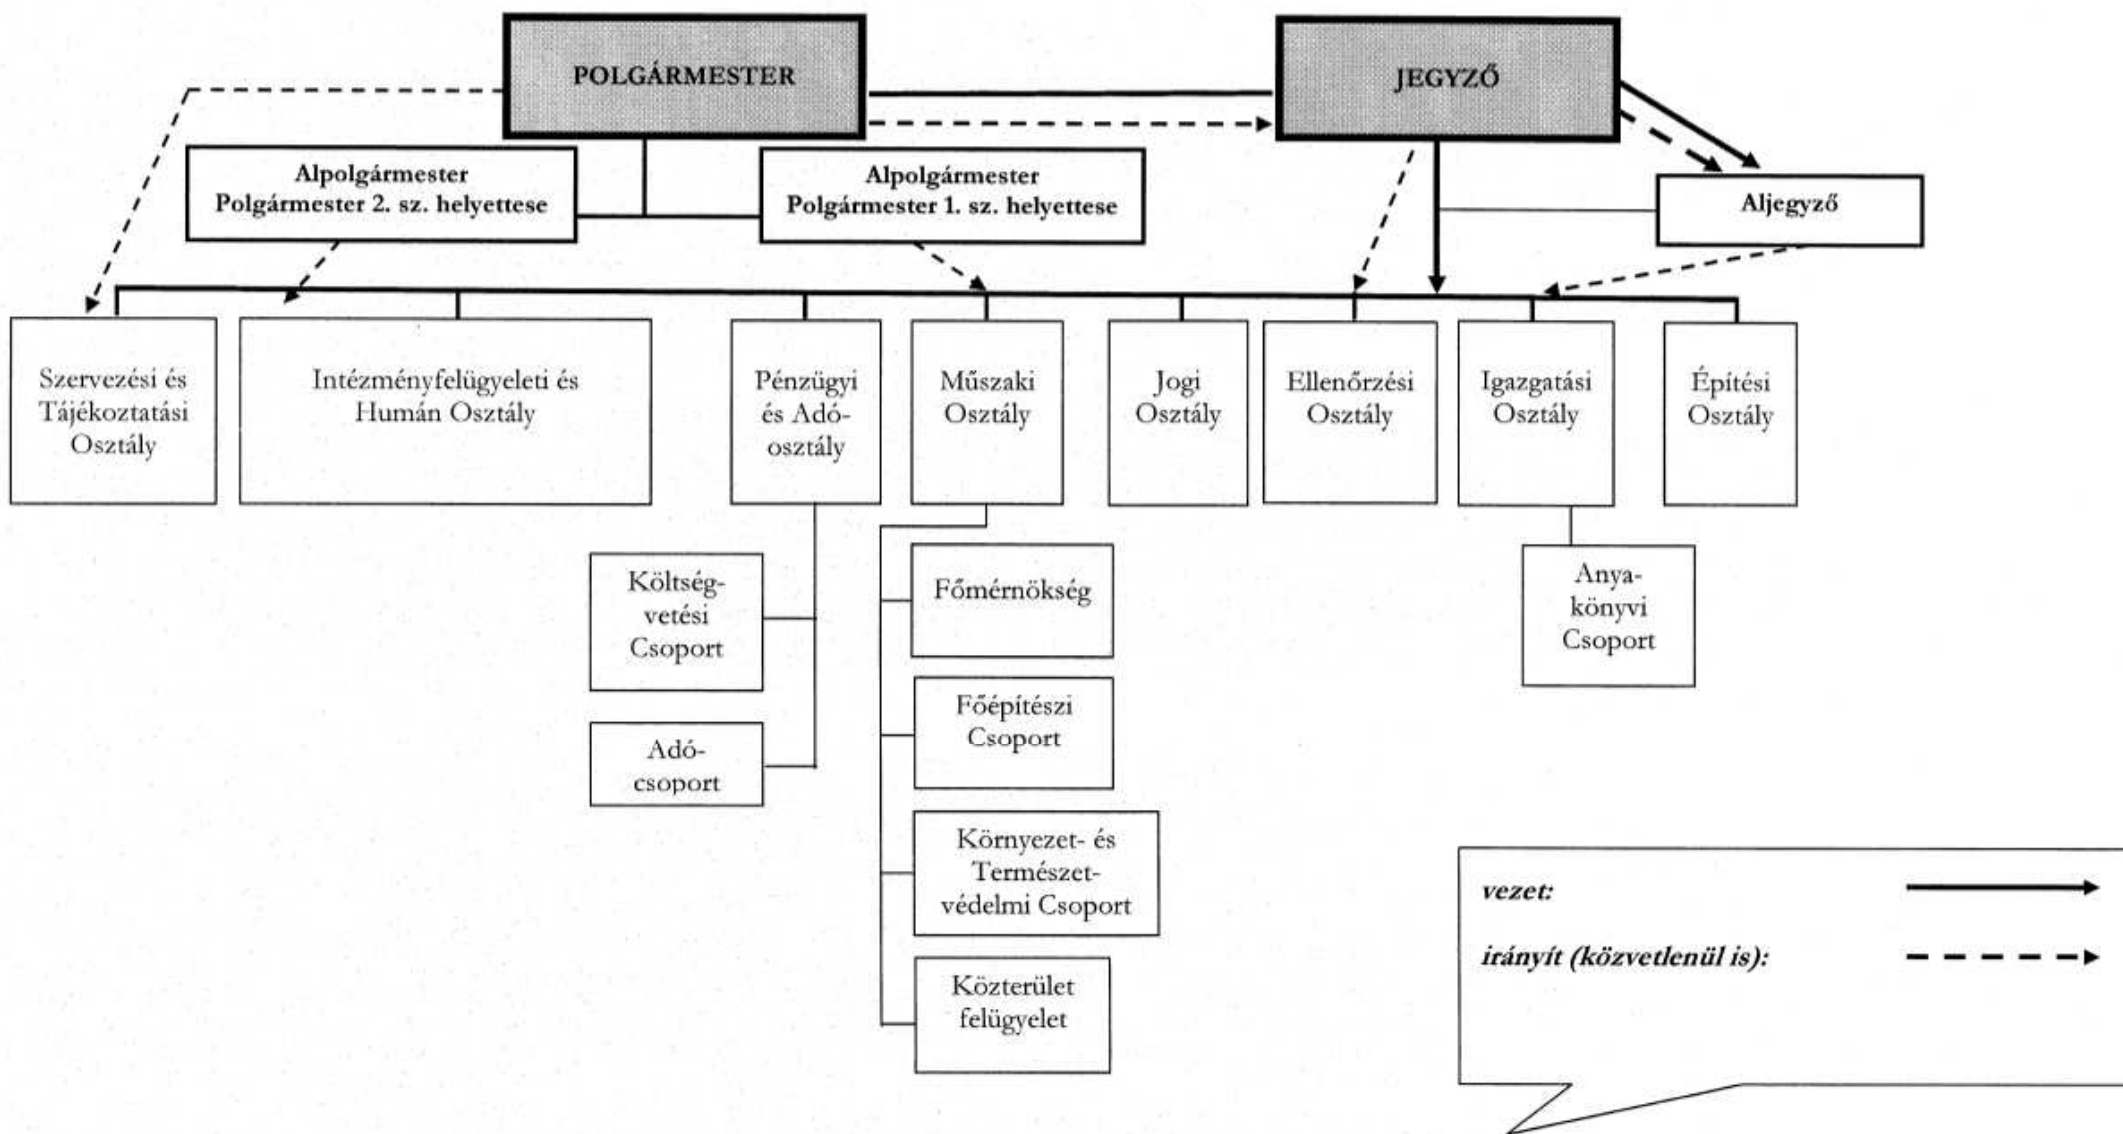 POLGÁRMESTER
JEGYZŐ
Alpolgármester
Polgármester 2. sz. helyettese
Alpolgármester
Polgármester 1. sz. helyettese
Aljegyző
Szervezési és
Tájékoztatási
Osztály
Intézményfelügyeleti és
Humán Osztály
Pénzügyi
és Adó-
osztály
Műszaki
Osztály
Jogi
Osztály
Ellenőrzési
Osztály
Igazgatási
Osztály
Építési
Osztály
Költség-
vetési
Csoport
Adó-
csoport
Főmérnökség
Főépítészi
Csoport
Környezet- és
Természet-
védelmi Csoport
Közterület
felügyelet
Anya-
könyvi
Csoport
vezet:
irányít (közvetlenül is):